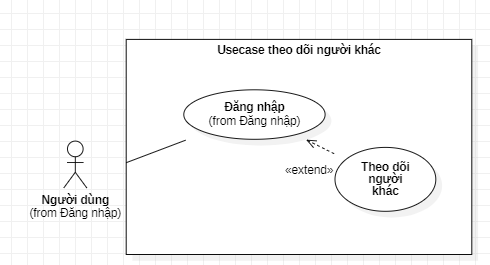 Usecase theo dõi người khác
Đăng nhập
(from Đăng nhập)
«extend»
Theo dõi
người
khác
Người dùng
(from Đăng nhập)